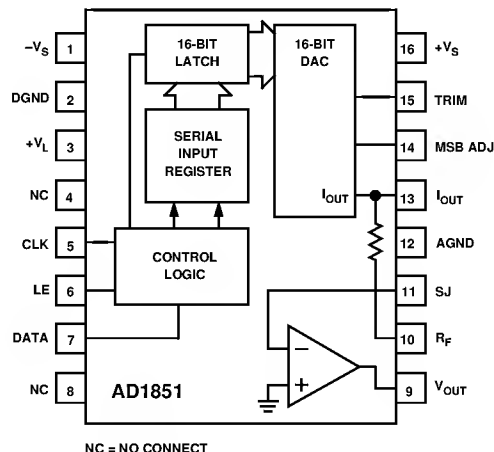 –VS 1
DGND 2
+VL 3
NC 4
CLK 5
LE 6
DATA 7
NC 8
16-BIT
LATCH
16-BIT
DAC
SERIAL
INPUT
REGISTER
CONTROL
LOGIC
IOUT
–
+
AD1851
16 +VS
15 TRIM
14 MSB ADJ
13 IOUT
12 AGND
11 SJ
10 RF
9 VOUT
NC = NO CONNECT